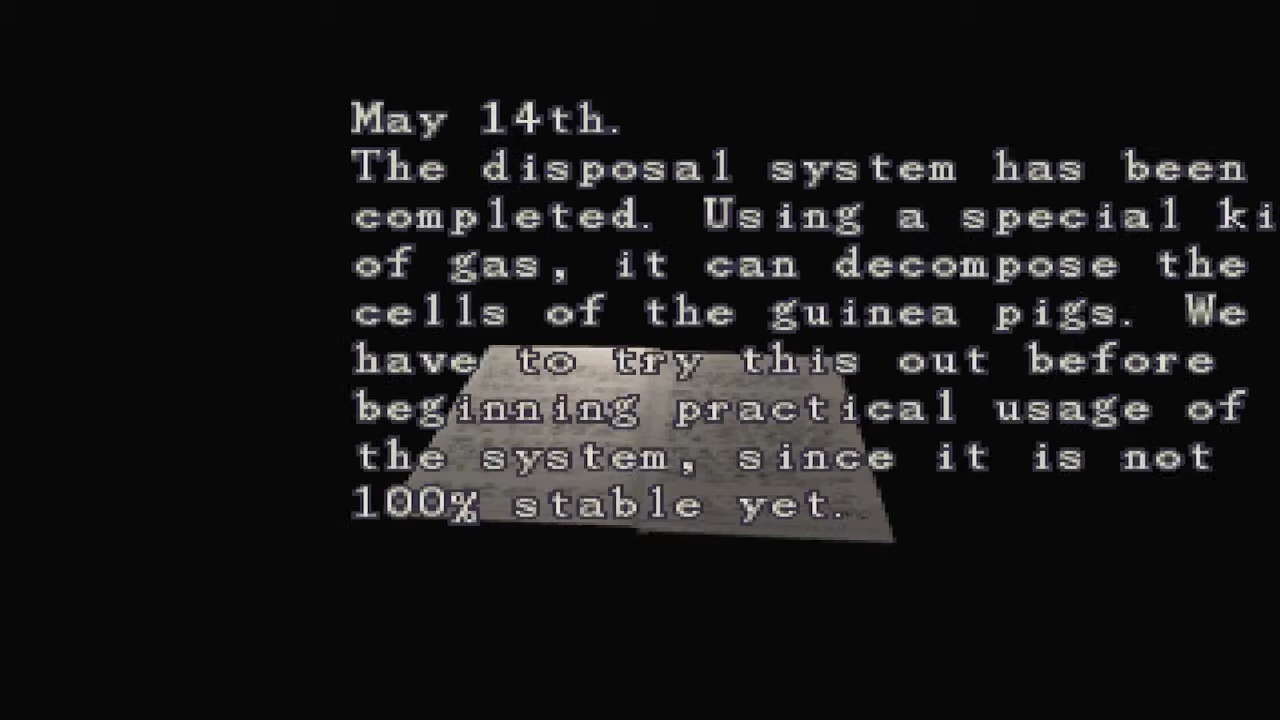 May 14th.
The disposal system has been
completed. Using a special ki
of gas, it can decompose the
cells of the guinea pigs. We
have to try this out before
beginning practical usage of
the system, since it is not
100% stable yet.